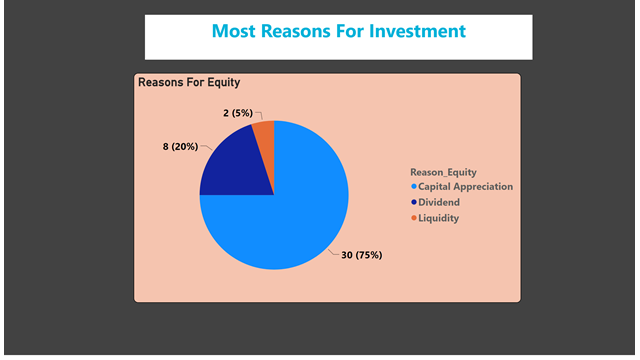 Most Reasons For Investment
Reasons For Equity
2 (5%)
8 (20%)
30 (75%)
Reason_Equity
Capital Appreciation
Dividend
Liquidity